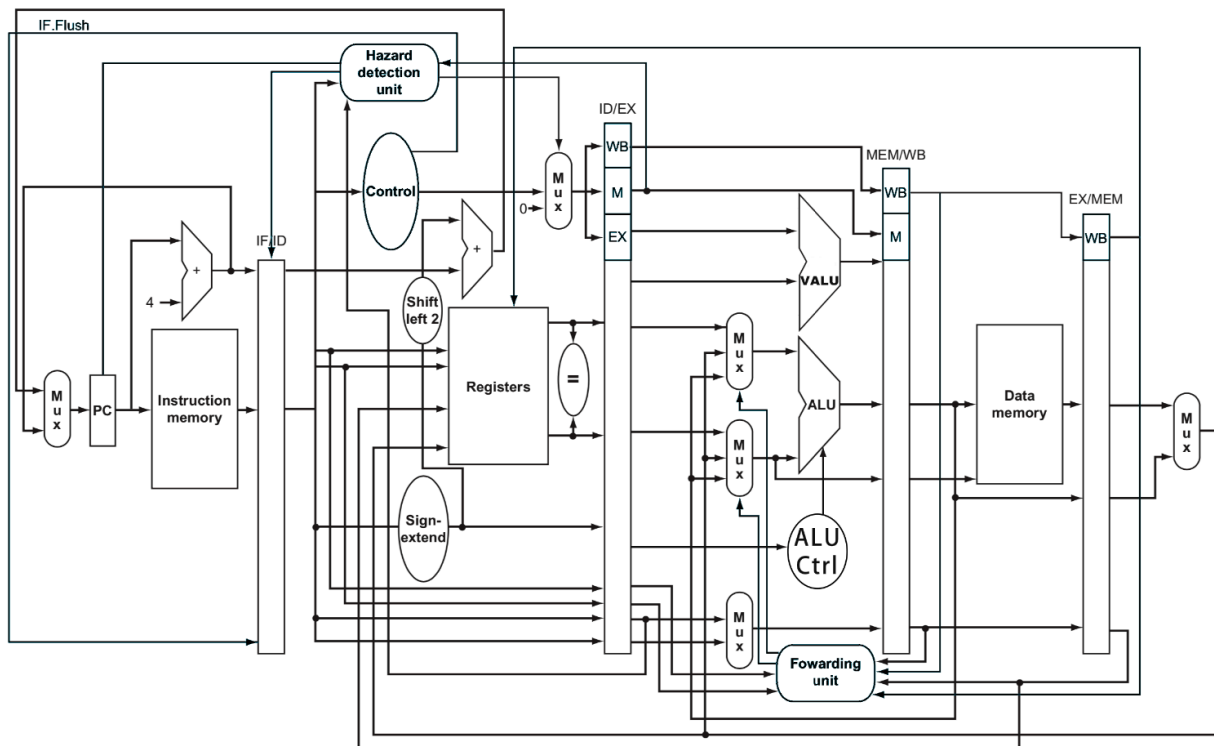 IF.Flush
Hazard
detection
unit
ID/EX
WB
M
EX
MEM/WB
WB
M
EX/MEM
WB
Control
M
u
x
0
IF/ID
+
+
4
Shift
left 2
VALU
Registers
=
M
u
x
ALU
Data
memory
M
u
x
M
u
x
PC
Instruction
memory
M
u
x
Sign-
extend
ALU
Ctrl
M
u
x
Fowarding
unit